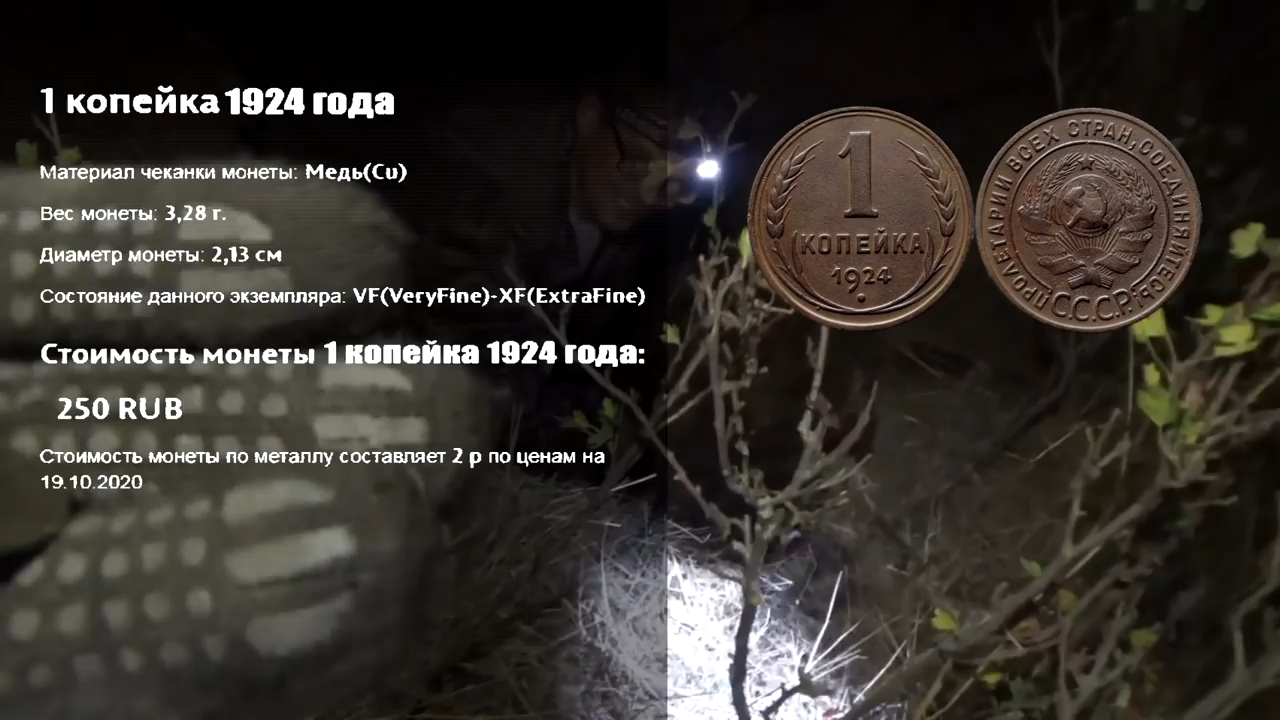 1 копейка 1924 года
Материал чеканки монеты: Медь(Cu)
Вес монеты: 3,28 г.
Диаметр монеты: 2,13 см
Состояние данного экземпляра: VF(VeryFine)-XF(ExtraFine)
Стоимость монеты 1 копейка 1924 года:
250 RUB
Стоимость монеты по металлу составляет 2 р по ценам на
19.10.2020
1
КОПЕЙКА
1924
ПРОЛЕТАРИИ ВСЕХ СТРАН, СОЕДИНЯЙТЕСЬ!
С.С.С.Р.